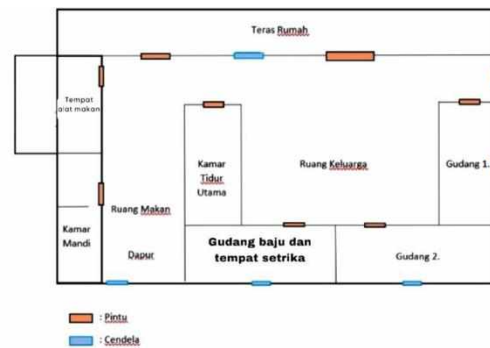 Teras Rumah
Tempat
alat makan
Kamar
Tidur
Utama
Ruang Keluarga
Gudang 1.
Ruang Makan
Kamar
Mandi
Dapur
Gudang baju dan
tempat setrika
Gudang 2.
: Pintu
: Cendela